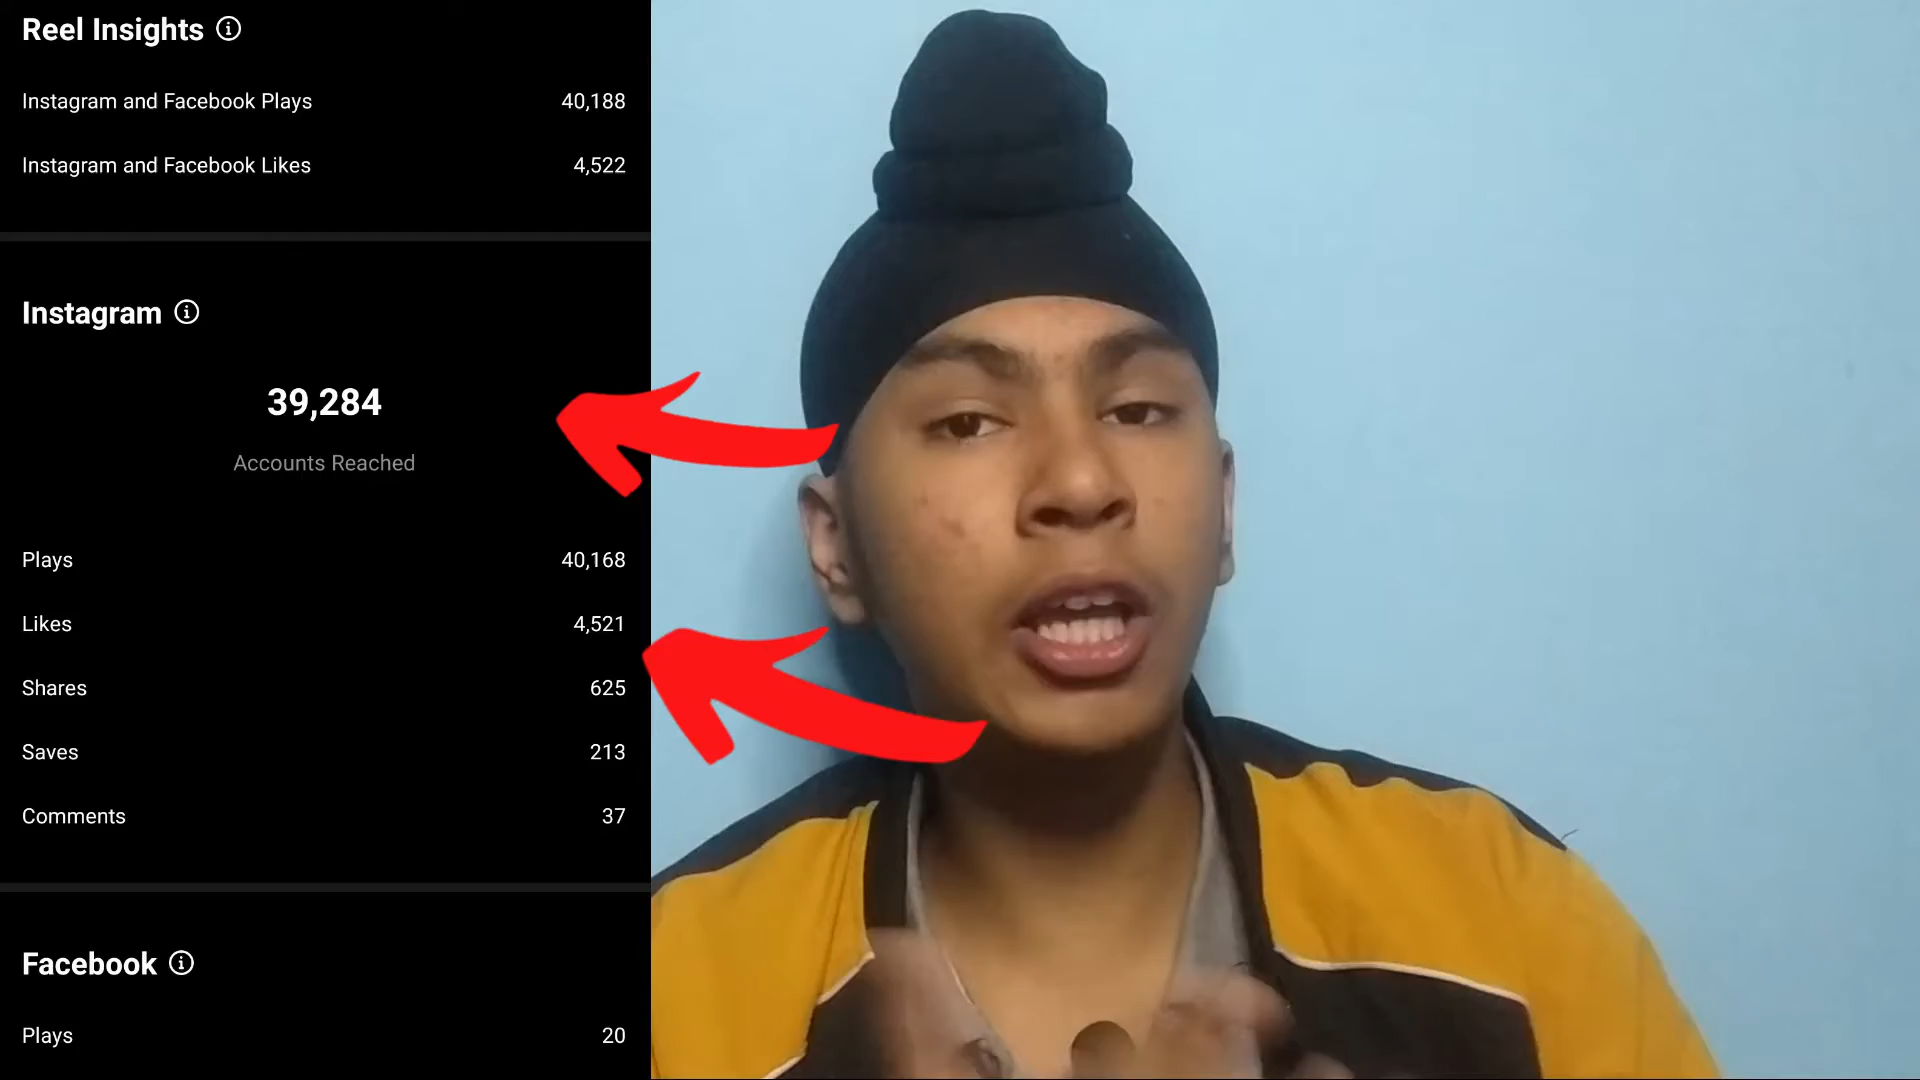 Reel Insights
Instagram and Facebook Plays 40,188
Instagram and Facebook Likes 4,522
Instagram
39,284
Accounts Reached
Plays 40,168
Likes 4,521
Shares 625
Saves 213
Comments 37
Facebook
Plays 20